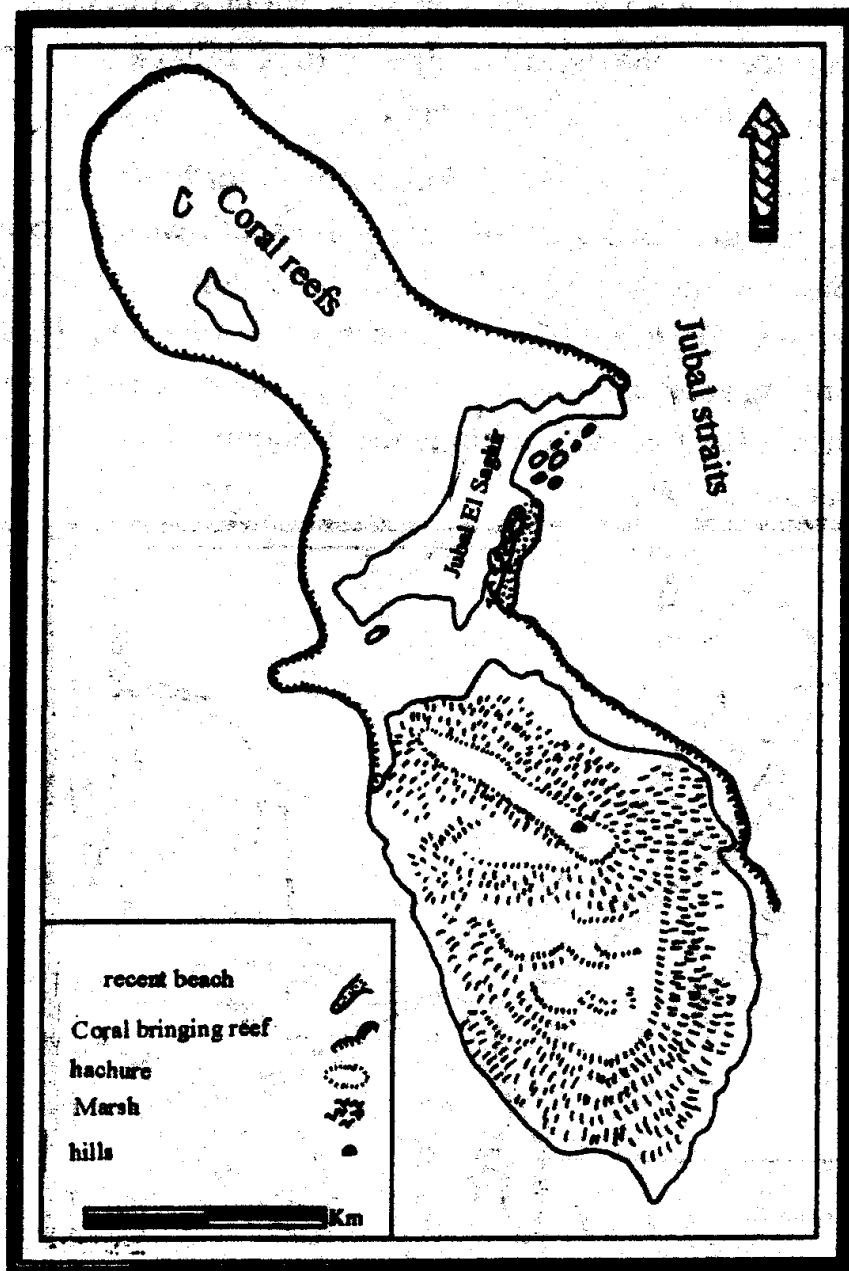 Coral reefs
Jubal straits
Jubal El Saghir
recent beach
Coral bringing reef
hachure
Marsh
hills
Km